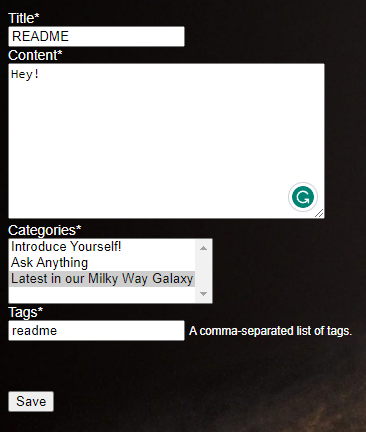 Title*
README
Content*
Hey!
Categories*
Introduce Yourself!
Ask Anything
Latest in our Milky Way Galaxy
Tags*
readme A comma-separated list of tags.
Save